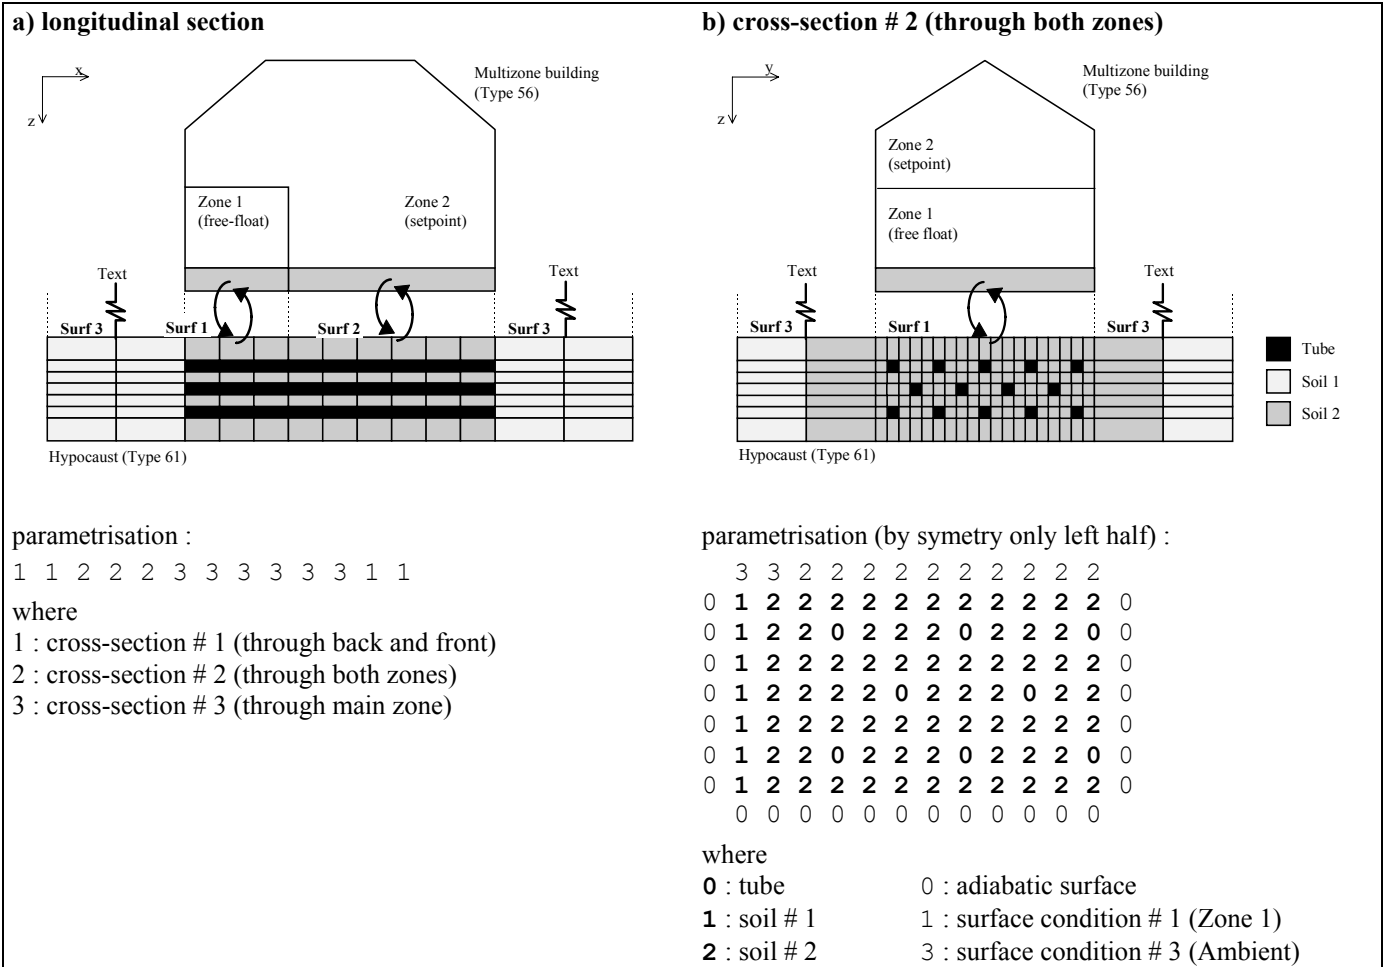 a) longitudinal section
x
z
Multizone building
(Type 56)
Zone 1
(free-float)
Zone 2
(setpoint)
Text
Text
Surf 3
Surf 1
Surf 2
Surf 3
Hypocaust (Type 61)
parametrisation :
1 1 2 2 2 3 3 3 3 3 3 1 1
where
1 : cross-section # 1 (through back and front)
2 : cross-section # 2 (through both zones)
3 : cross-section # 3 (through main zone)
b) cross-section # 2 (through both zones)
y
z
Multizone building
(Type 56)
Zone 2
(setpoint)
Zone 1
(free float)
Text
Text
Surf 3
Surf 1
Surf 3
Tube
Soil 1
Soil 2
Hypocaust (Type 61)
parametrisation (by symetry only left half) :
3 3 2 2 2 2 2 2 2 2 2 2
0 1 2 2 2 2 2 2 2 2 2 2 2 0
0 1 2 2 0 2 2 2 0 2 2 2 0 0
0 1 2 2 2 2 2 2 2 2 2 2 2 0
0 1 2 2 2 2 0 2 2 2 0 2 2 0
0 1 2 2 2 2 2 2 2 2 2 2 2 0
0 1 2 2 0 2 2 2 0 2 2 2 0 0
0 1 2 2 2 2 2 2 2 2 2 2 2 0
0 0 0 0 0 0 0 0 0 0 0 0
where
0 : tube
0 : adiabatic surface
1 : soil # 1
1 : surface condition # 1 (Zone 1)
2 : soil # 2
3 : surface condition # 3 (Ambient)